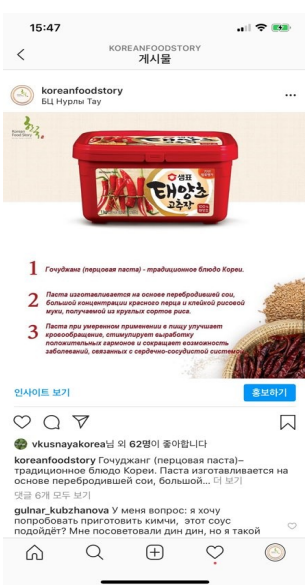 15:47
KOREANFOODSTORY
게시물
koreanfoodstory
БЦ Нурлы Тау
Korean
Food Story
샘표
태양초
고추장
1 Гочуджанг (перцовая паста) - традиционное блюдо Кореи.
2 Паста изготавливается на основе перебродившей сои,
большой концентрации красного перца и клейкой рисовой
муки, получаемой из круглых сортов риса.
3 Паста при умеренном применении в пищу улучшает
кровообращение, стимулирует выработку
положительных гармонов и сокращает возможность
заболеваний, связанных с сердечно-сосудистой системо
인사이트 보기
홍보하기
vkusnayakorea님 외 62명이 좋아합니다
koreanfoodstory Гочуджанг (перцовая паста)–
традиционное блюдо Кореи. Паста изготавливается на
основе перебродившей сои, большой... 더 보기
댓글 6개 모두 보기
gulnar_kubzhanova У меня вопрос: я хочу
попробовать приготовить кимчи, этот соус
подойдёт? Мне посоветовали дин дин, но я такой